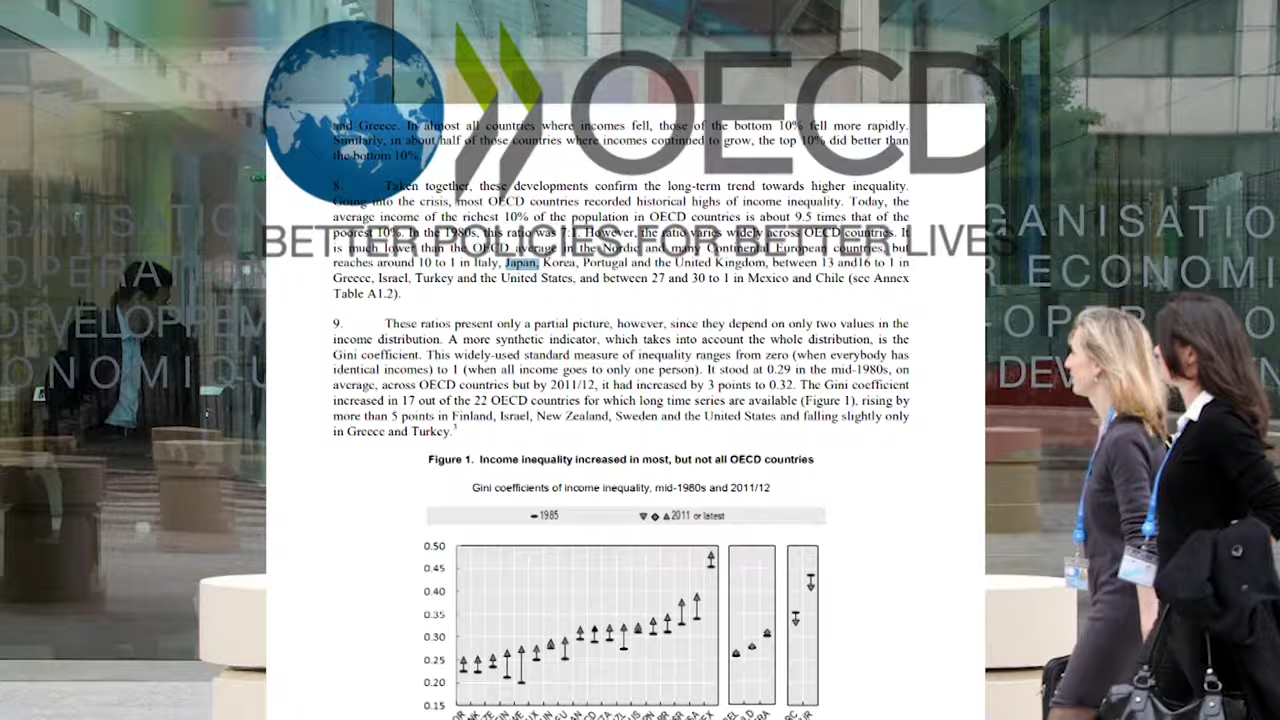 OECD
BETTER POLICIES FOR BETTER LIVES
and Greece. In almost all countries where incomes fell, those of the bottom 10% fell more rapidly.
Similarly, in about half of those countries where incomes continued to grow, the top 10% did better than
the bottom 10%.
8. Taken together, these developments confirm the long-term trend towards higher inequality.
Going into the crisis, most OECD countries recorded historical highs of income inequality. Today, the
average income of the richest 10% of the population in OECD countries is about 9.5 times that of the
poorest 10%. In the 1980s, this ratio was 7:1. However, the ratio varies widely across OECD countries. It
is much lower than the OECD average in the Nordic and many Continental European countries, but
reaches around 10 to 1 in Italy, Japan, Korea, Portugal and the United Kingdom, between 13 and16 to 1 in
Greece, Israel, Turkey and the United States, and between 27 and 30 to 1 in Mexico and Chile (see Annex
Table A1.2).
9. These ratios present only a partial picture, however, since they depend on only two values in the
income distribution. A more synthetic indicator, which takes into account the whole distribution, is the
Gini coefficient. This widely-used standard measure of inequality ranges from zero (when everybody has
identical incomes) to 1 (when all income goes to only one person). It stood at 0.29 in the mid-1980s, on
average, across OECD countries but by 2011/12, it had increased by 3 points to 0.32. The Gini coefficient
increased in 17 out of the 22 OECD countries for which long time series are available (Figure 1), rising by
more than 5 points in Finland, Israel, New Zealand, Sweden and the United States and falling slightly only
in Greece and Turkey.3
Figure 1. Income inequality increased in most, but not all OECD countries
Gini coefficients of income inequality, mid-1980s and 2011/12
1985
2011 or latest
0.50
0.45
0.40
0.35
0.30
0.25
0.20
0.15
GANISATION
OPÉRA
DÉVELOPPEM
ONOMIQU
GANISATIO
R ECONOMI
-OPER
DEV